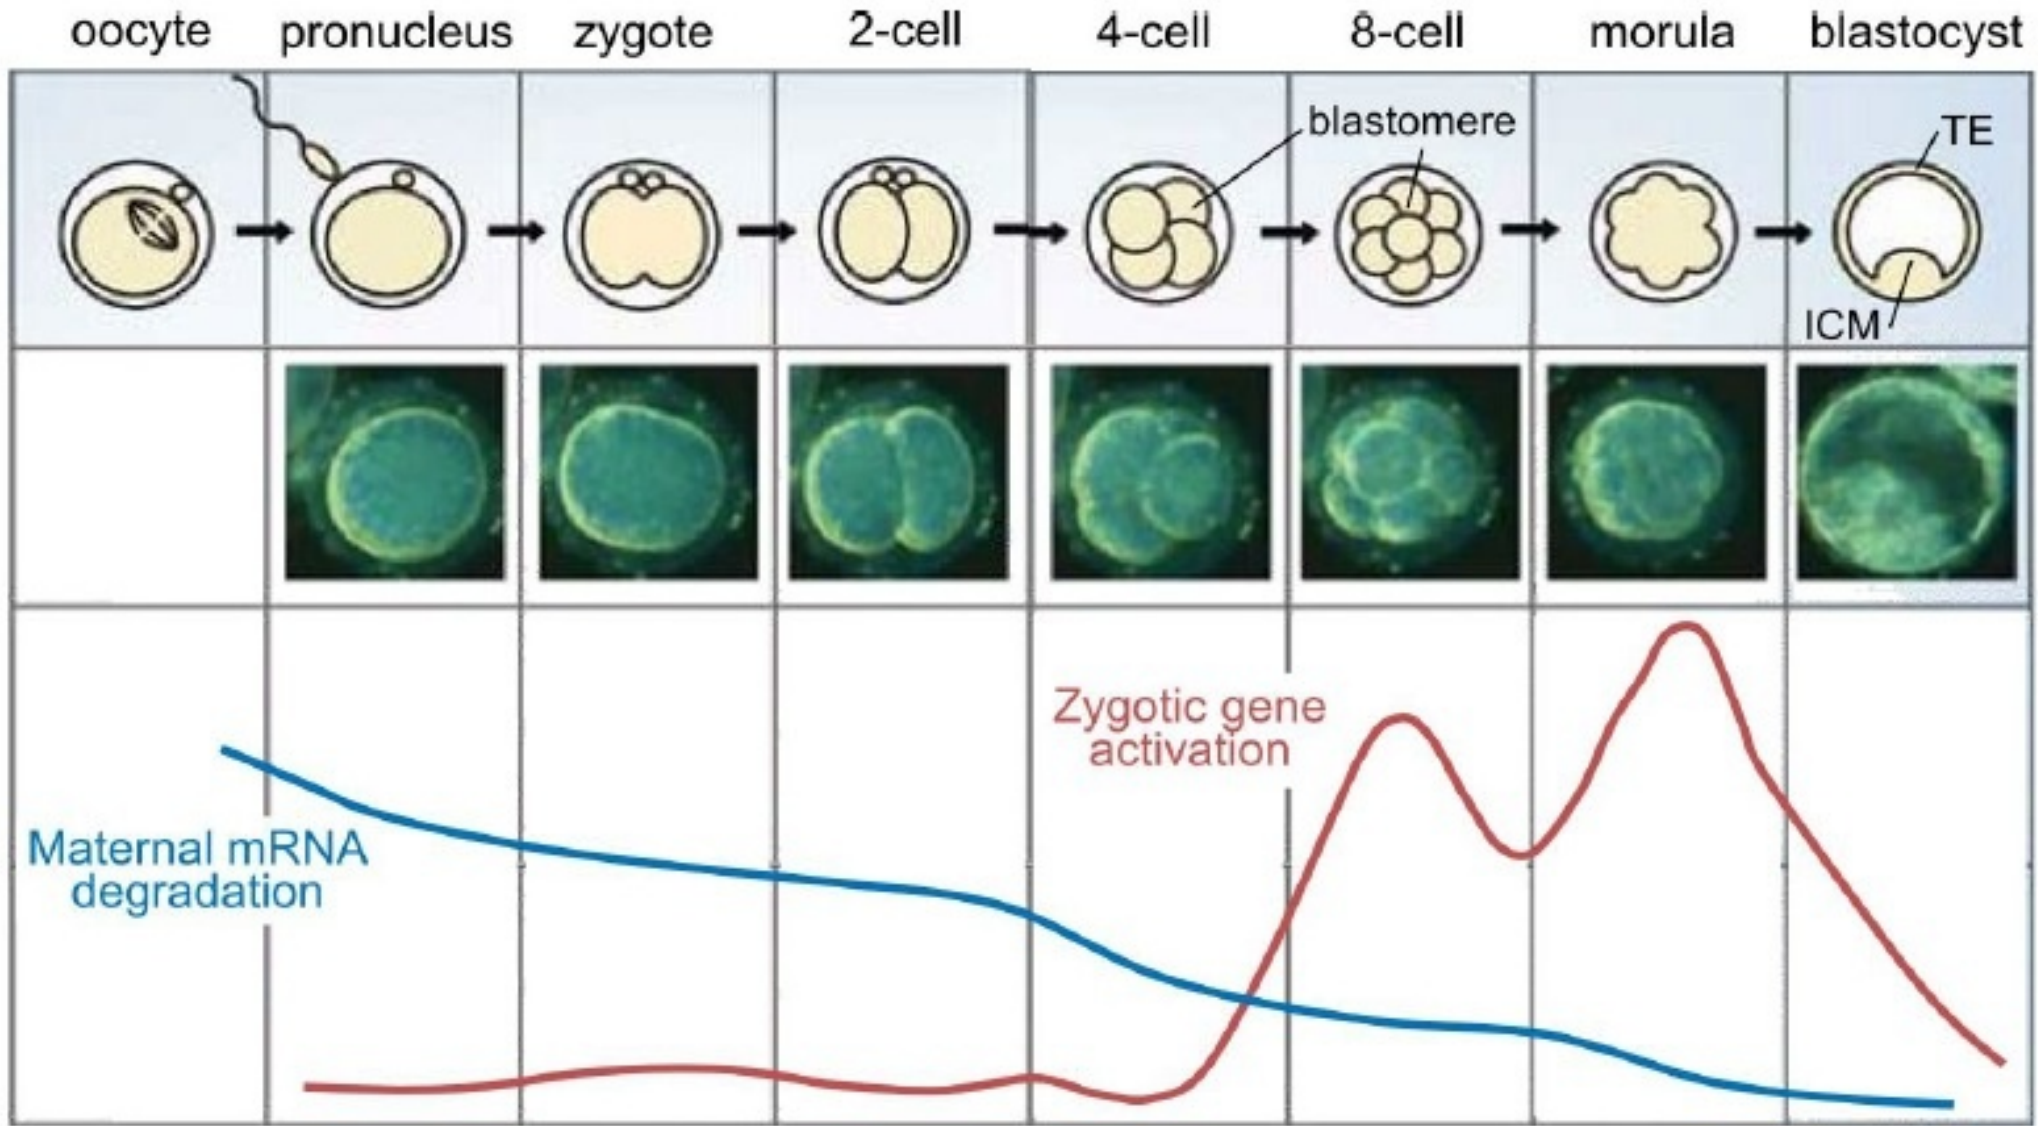 oocyte pronucleus zygote 2-cell 4-cell 8-cell morula blastocyst
blastomere
TE
ICM
Zygotic gene
activation
Maternal mRNA
degradation